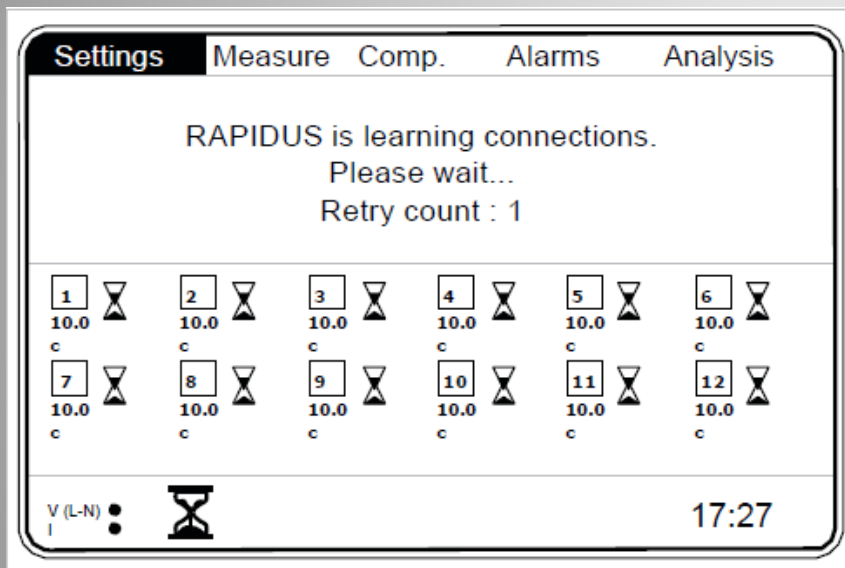 Settings Measure Comp. Alarms Analysis
RAPIDUS is learning connections.
Please wait...
Retry count : 1
1 2 3 4 5 6
10.0 10.0 10.0 10.0 10.0 10.0
c c c c c c
7 8 9 10 11 12
10.0 10.0 10.0 10.0 10.0 10.0
c c c c c c
V (L-N)
I
17:27